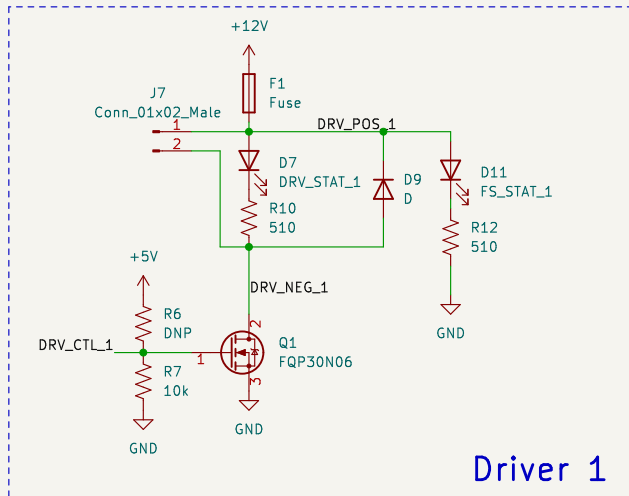 +12V
F1
Fuse
J7
Conn_01x02_Male
1
2
DRV_POS_1
D7
DRV_STAT_1
D9
D
D11
FS_STAT_1
R10
510
R12
510
+5V
DRV_NEG_1
GND
R6
DNP
DRV_CTL_1
1
2
3
Q1
FQP30N06
R7
10k
GND
GND
Driver 1